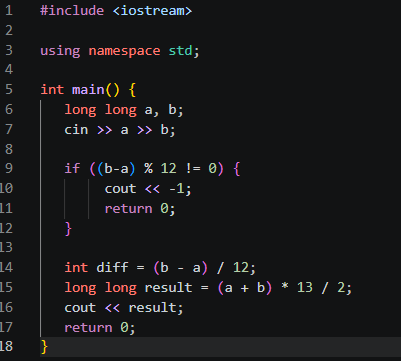 1 #include <iostream>
2
3 using namespace std;
4
5 int main() {
6 long long a, b;
7 cin >> a >> b;
8
9 if ((b-a) % 12 != 0) {
10 cout << -1;
11 return 0;
12 }
13
14 int diff = (b - a) / 12;
15 long long result = (a + b) * 13 / 2;
16 cout << result;
17 return 0;
18 }